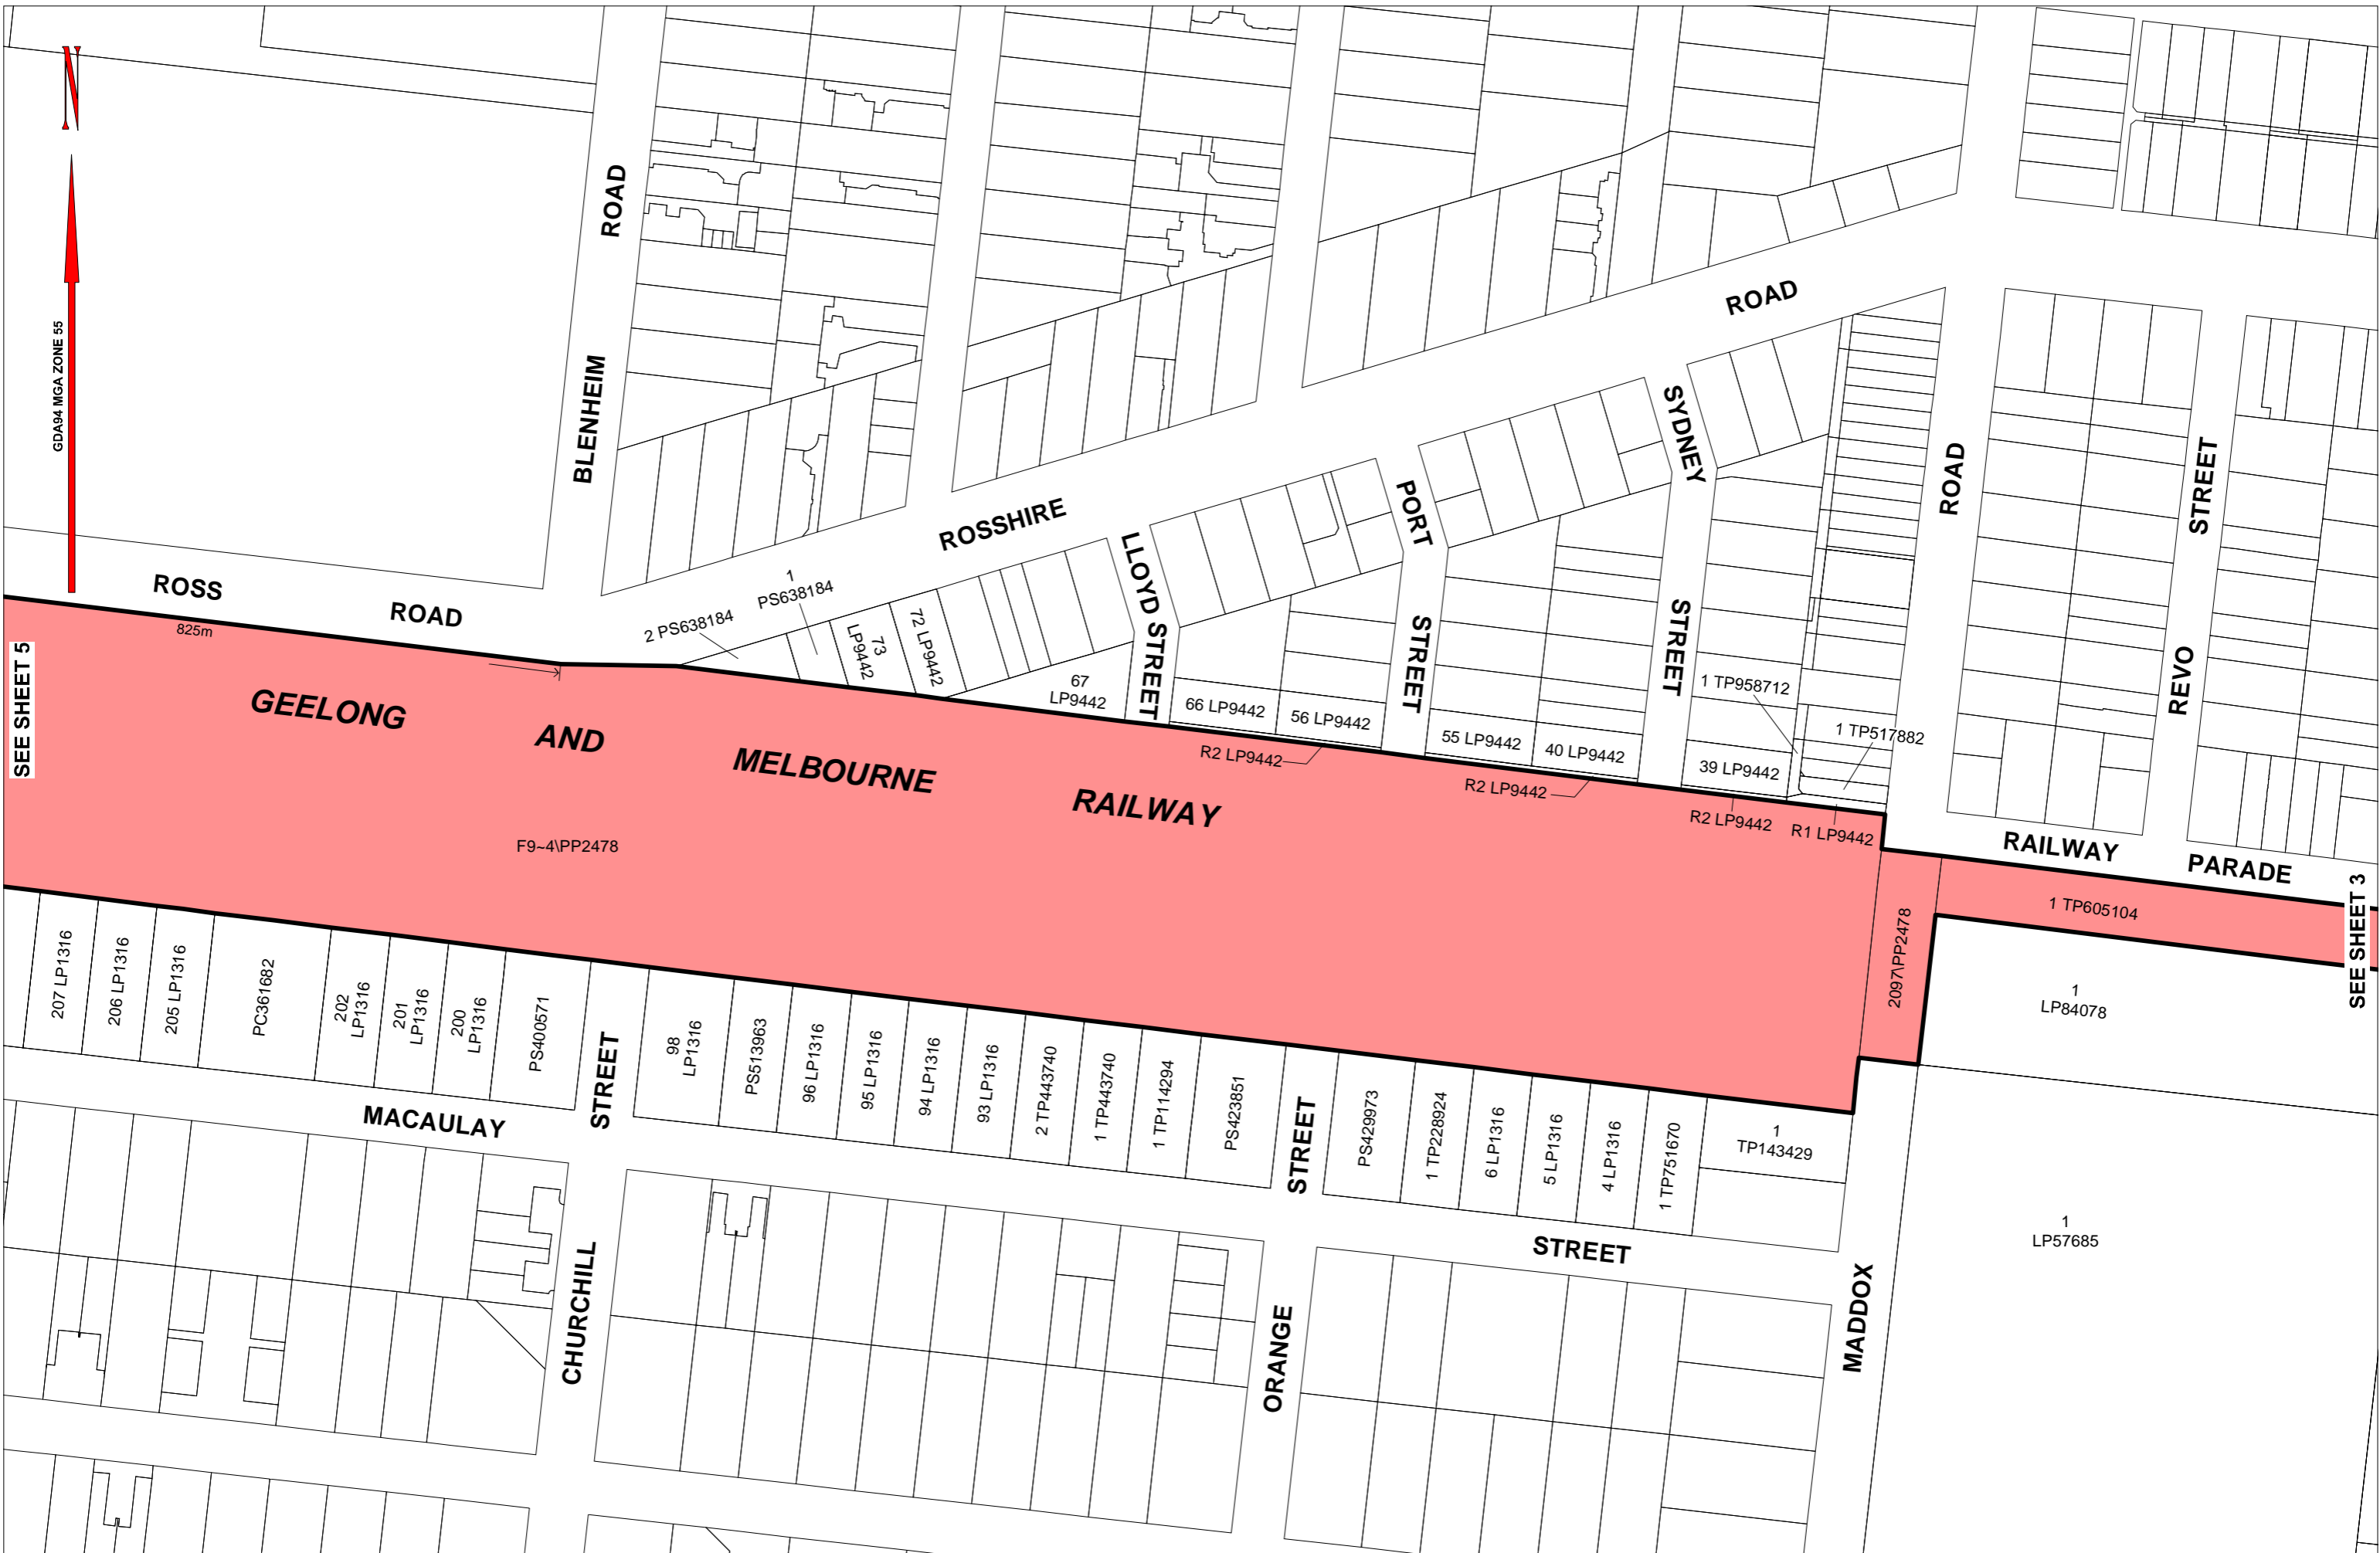 N
GDA94 MGA ZONE 55
ROAD
BLENHEIM
ROAD
ROSSHIRE
SYDNEY
STREET
PORT
STREET
LLOYD STREET
ROAD
STREET
REVO
ROSS
ROAD
825m
SEE SHEET 5
2 PS638184
1
PS638184
73
LP9442
72 LP9442
67
LP9442
66 LP9442
56 LP9442
55 LP9442
40 LP9442
39 LP9442
1 TP958712
1 TP517882
R2 LP9442
R2 LP9442
R2 LP9442
R1 LP9442
GEELONG
AND
MELBOURNE
RAILWAY
F9~4\PP2478
RAILWAY
PARADE
1 TP605104
2097\PP2478
SEE SHEET 3
1
LP84078
207 LP1316
206 LP1316
205 LP1316
PC361682
202
LP1316
201
LP1316
200
LP1316
PS400571
STREET
98
LP1316
PS513963
96 LP1316
95 LP1316
94 LP1316
93 LP1316
2 TP443740
1 TP443740
1 TP114294
PS423851
STREET
PS429973
1 TP228924
6 LP1316
5 LP1316
4 LP1316
1 TP751670
1
TP143429
MACAULAY
STREET
1
LP57685
CHURCHILL
ORANGE
MADDOX